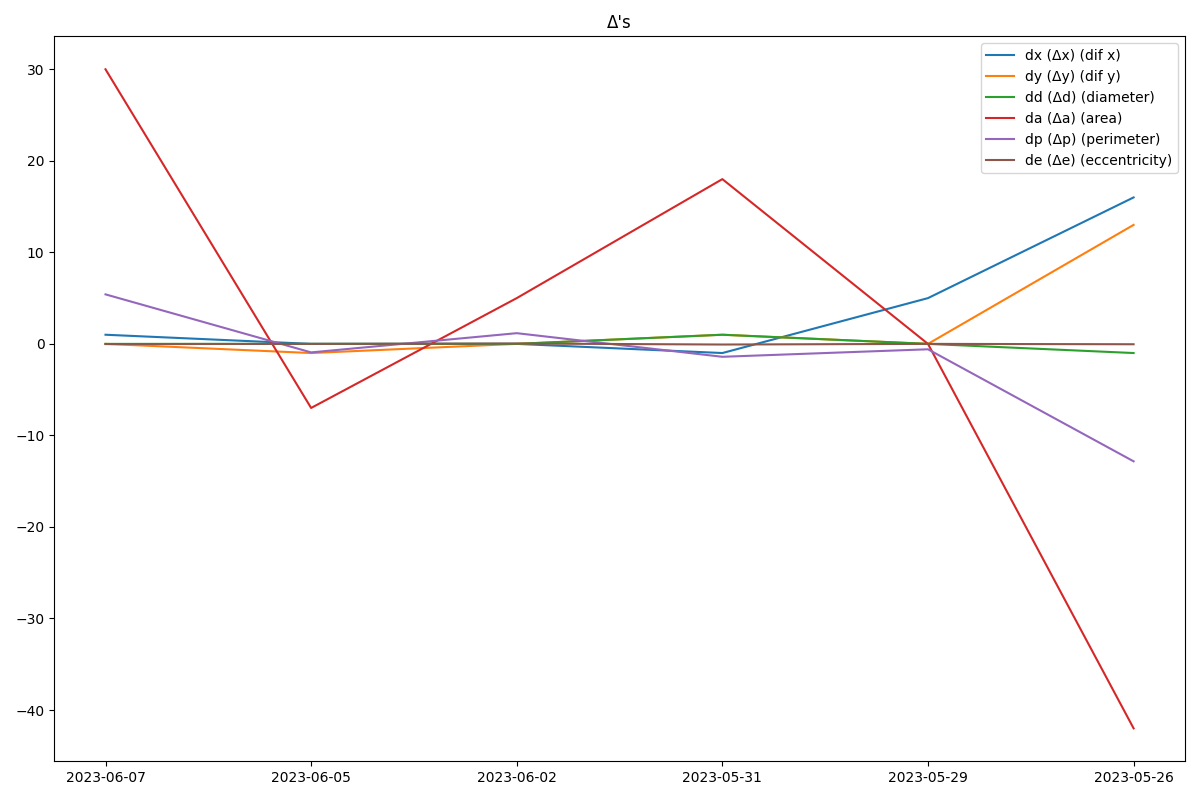 Δ's
dx (Δx) (dif x)
dy (Δy) (dif y)
dd (Δd) (diameter)
da (Δa) (area)
dp (Δp) (perimeter)
de (Δe) (eccentricity)
30
20
10
0
−10
−20
−30
−40
2023-06-07 2023-06-05 2023-06-02 2023-05-31 2023-05-29 2023-05-26